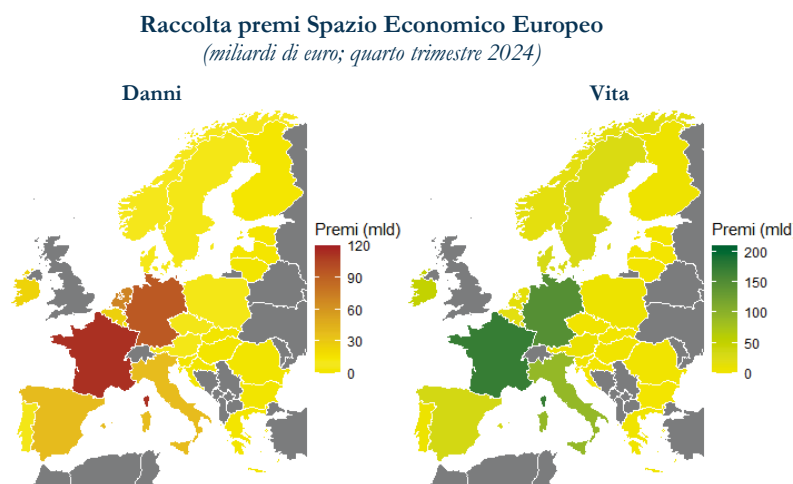 Raccolta premi Spazio Economico Europeo
(miliardi di euro; quarto trimestre 2024)
Danni
Vita
Premi (mld)
120
90
60
30
0
Premi (mld)
200
150
100
50
0